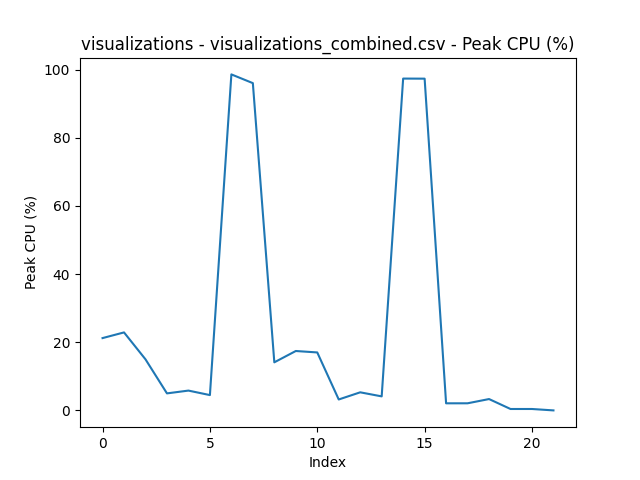 visualizations - visualizations_combined.csv - Peak CPU (%)
100
80
60
40
20
0
Peak CPU (%)
0 5 10 15 20
Index